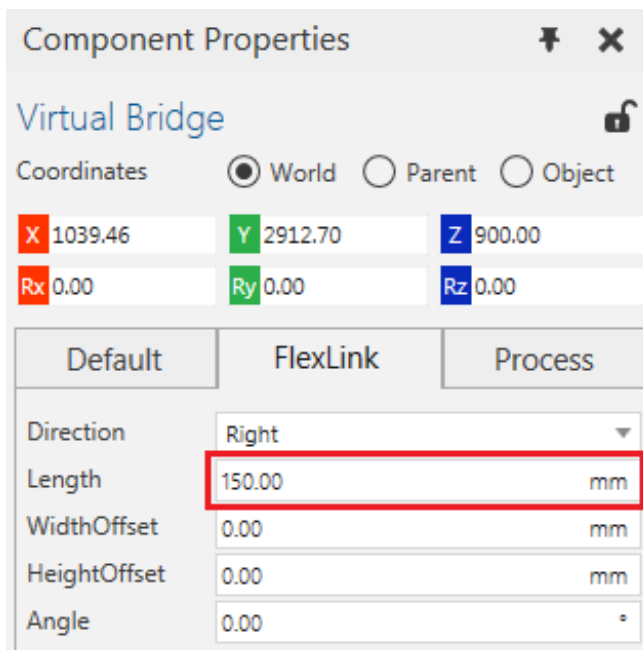 Component Properties
Virtual Bridge
Coordinates World Parent Object
X 1039.46 Y 2912.70 Z 900.00
Rx 0.00 Ry 0.00 Rz 0.00
Default FlexLink Process
Direction Right
Length 150.00 mm
WidthOffset 0.00 mm
HeightOffset 0.00 mm
Angle 0.00 °